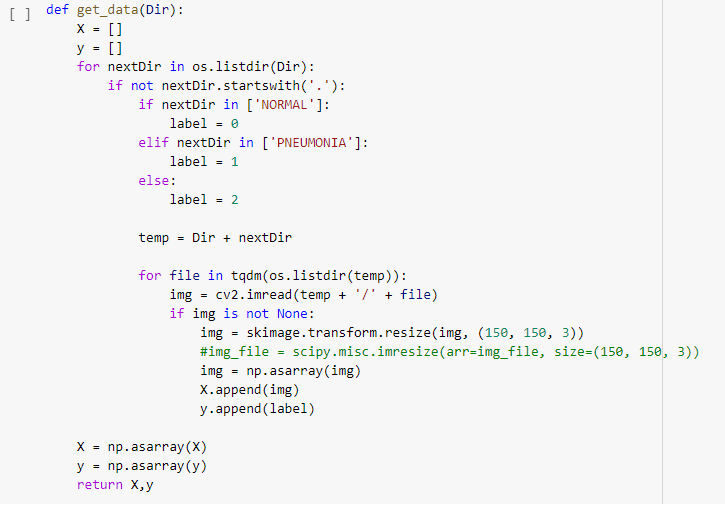 [ ] def get_data(Dir):
    X = []
    y = []
    for nextDir in os.listdir(Dir):
        if not nextDir.startswith('.'):
            if nextDir in ['NORMAL']:
                label = 0
            elif nextDir in ['PNEUMONIA']:
                label = 1
            else:
                label = 2

            temp = Dir + nextDir

            for file in tqdm(os.listdir(temp)):
                img = cv2.imread(temp + '/' + file)
                if img is not None:
                    img = skimage.transform.resize(img, (150, 150, 3))
                    #img_file = scipy.misc.imresize(arr=img_file, size=(150, 150, 3))
                    img = np.asarray(img)
                    X.append(img)
                    y.append(label)

    X = np.asarray(X)
    y = np.asarray(y)
    return X,y